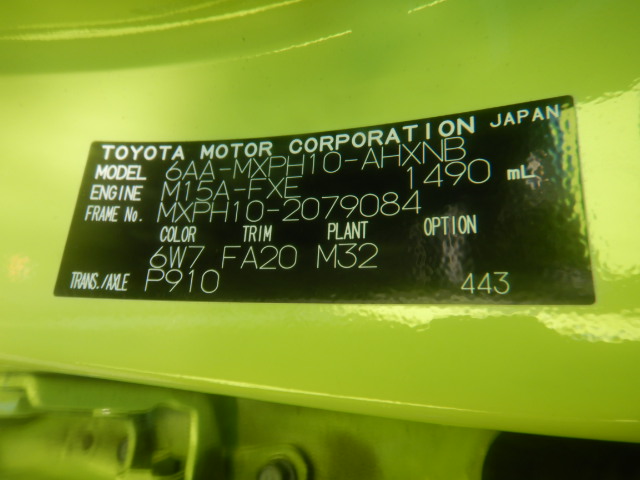 TOYOTA MOTOR CORPORATION JAPAN
MODEL 6AA-MXPH10-AHXNB
ENGINE M15A-FXE 1490 mL
FRAME No. MXPH10-2079084
COLOR TRIM PLANT OPTION
6W7 FA20 M32
TRANS./AXLE P910 443